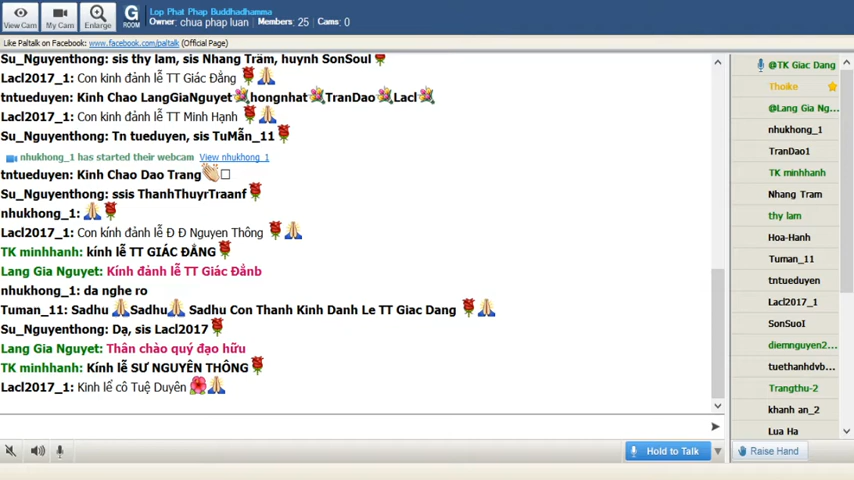 View Cam
My Cam
Enlarge
G
ROOM
Lop Phat Phap Buddhadhamma
Owner: chua phap luan Members: 25 Cams: 0
Like Paltalk on Facebook: www.facebook.com/paltalk (Official Page)
Su_Nguyenthong: sis thy lam, sis Nhang Trầm, huynh SonSoul
Lacl2017_1: Con kinh đảnh lễ TT Giác Đẳng
tntueduyen: Kinh Chao LangGiaNguyet hongnhat TranDao Lacl
Lacl2017_1: Con kinh đảnh lễ TT Minh Hạnh
Su_Nguyenthong: Tn tueduyen, sis TuMẫn_11
nhukhong_1 has started their webcam View nhukhong_1
tntueduyen: Kinh Chao Dao Trang
Su_Nguyenthong: ssis ThanhThuyrTraanf
nhukhong_1:
Lacl2017_1: Con kính đảnh lễ Đ Đ Nguyen Thông
TK minhhanh: kính lễ TT GIÁC ĐẲNG
Lang Gia Nguyet: Kính đảnh lễ TT Giác Đẳnb
nhukhong_1: da nghe ro
Tuman_11: Sadhu Sadhu Sadhu Con Thanh Kinh Danh Le TT Giac Dang
Su_Nguyenthong: Dạ, sis Lacl2017
Lang Gia Nguyet: Thân chào quý đạo hữu
TK minhhanh: Kính lễ SƯ NGUYÊN THÔNG
Lacl2017_1: Kinh lể cô Tuệ Duyên
Hold to Talk
@TK Giac Dang
Thoike
@Lang Gia Ng...
nhukhong_1
TranDao1
TK minhhanh
Nhang Tram
thy lam
Hoa-Hanh
Tuman_11
tntueduyen
Lacl2017_1
SonSuoI
diemnguyen2...
tuethanhdvb...
Trangthu-2
khanh an_2
Lua Ha
Raise Hand